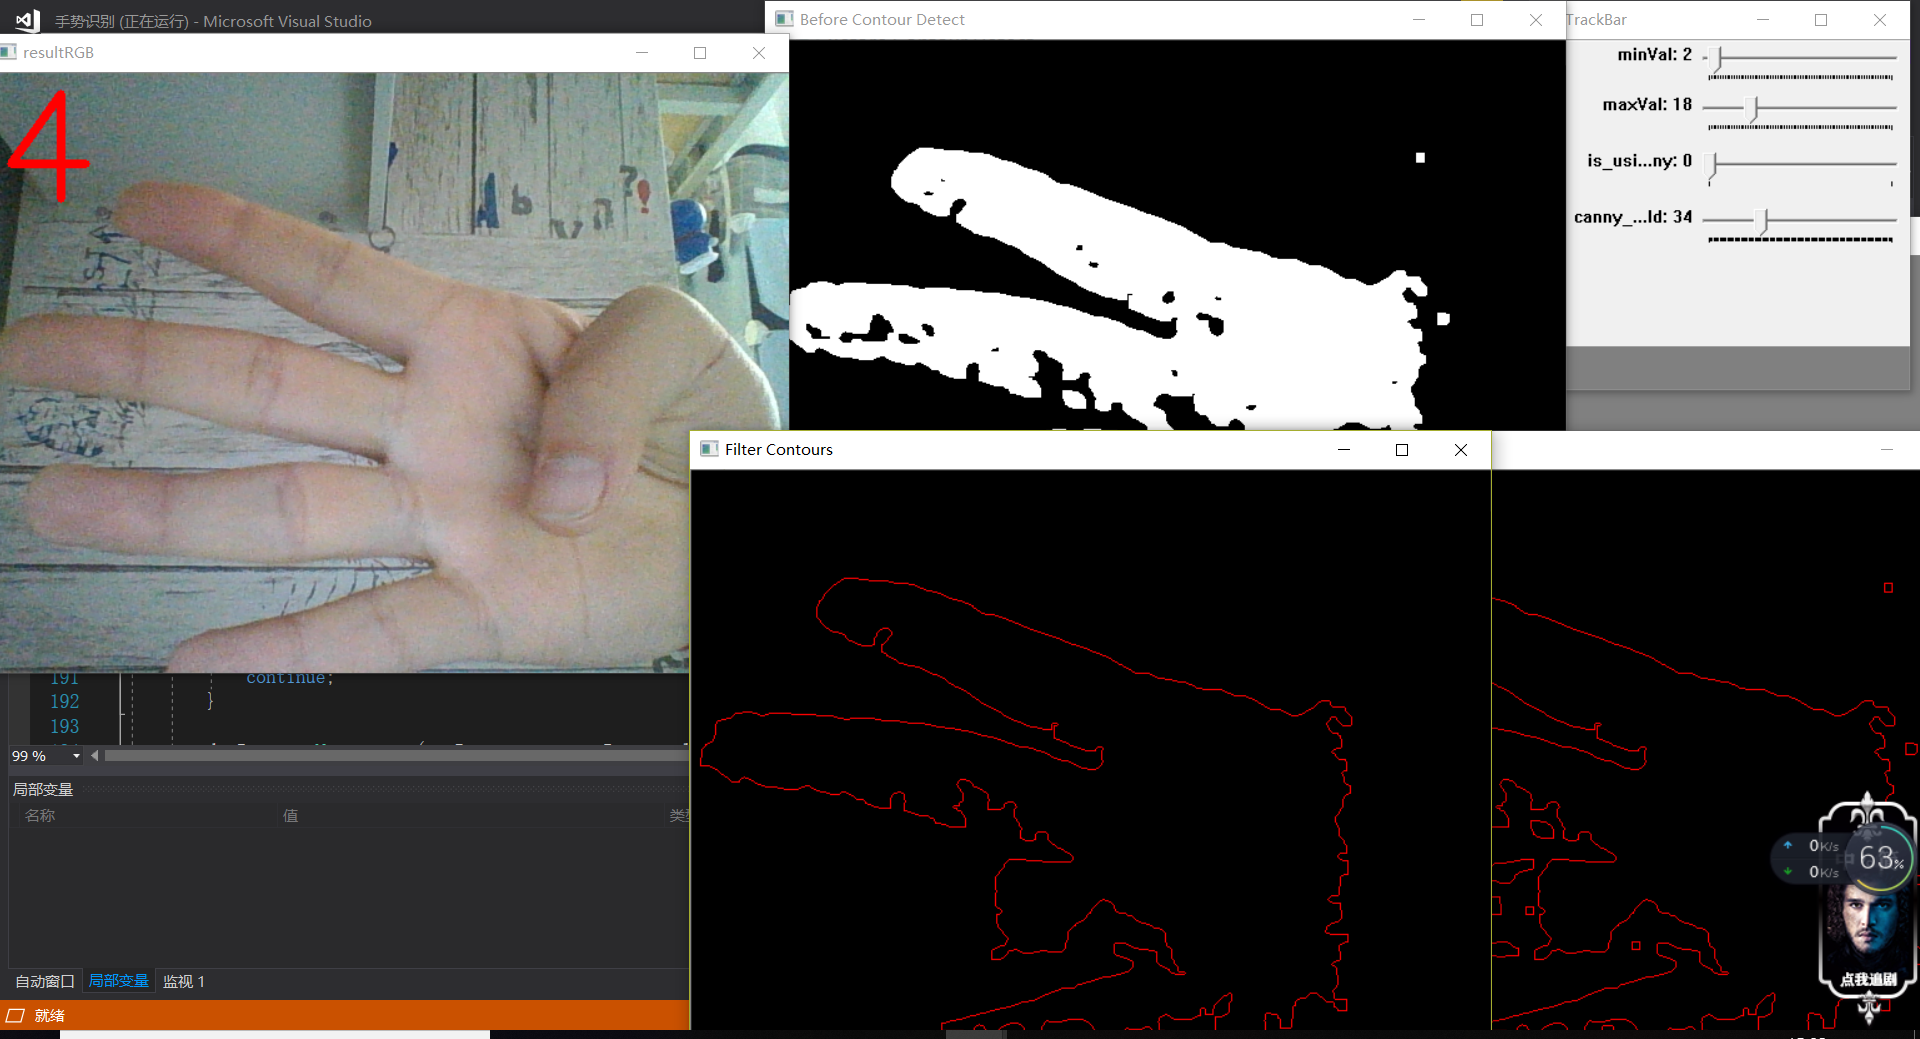 手势识别 (正在运行) - Microsoft Visual Studio
Before Contour Detect
TrackBar
resultRGB
minVal: 2
maxVal: 18
is_usi...ny: 0
canny_...ld: 34
4
Filter Contours
191
continue;
192
}
193
99 %
局部变量
名称
值
自动窗口
局部变量
监视 1
就绪
0K/s
0K/s
63%
点我追剧